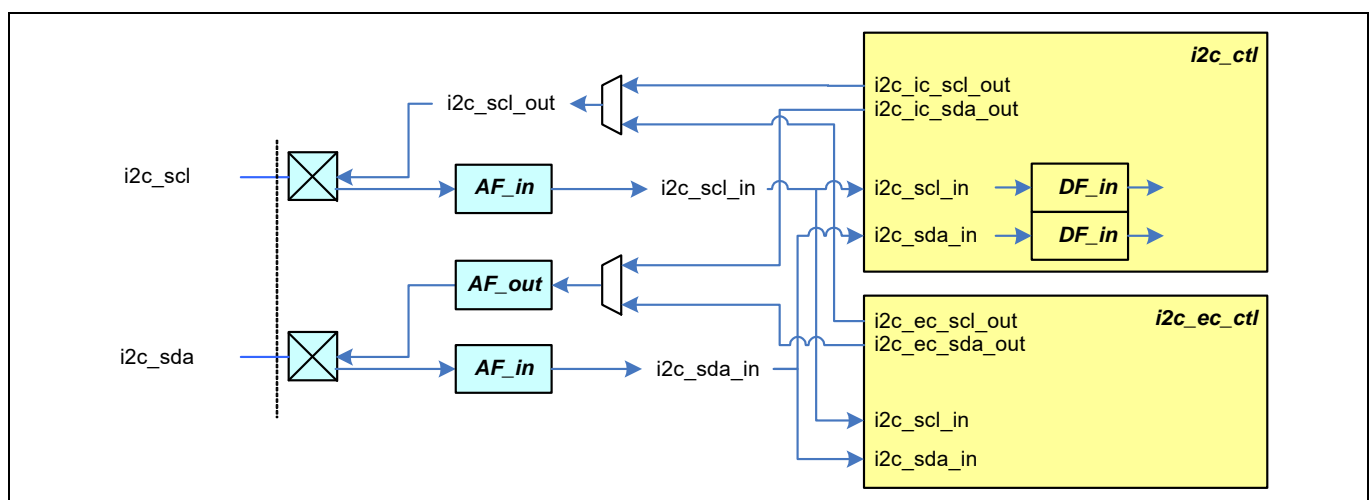 i2c_ctl
i2c_ic_scl_out
i2c_scl_out
i2c_ic_sda_out
i2c_scl
AF_in
i2c_scl_in
i2c_scl_in
DF_in
i2c_sda_in
DF_in
AF_out
i2c_ec_scl_out
i2c_ec_ctl
i2c_ec_sda_out
i2c_sda
AF_in
i2c_sda_in
i2c_scl_in
i2c_sda_in